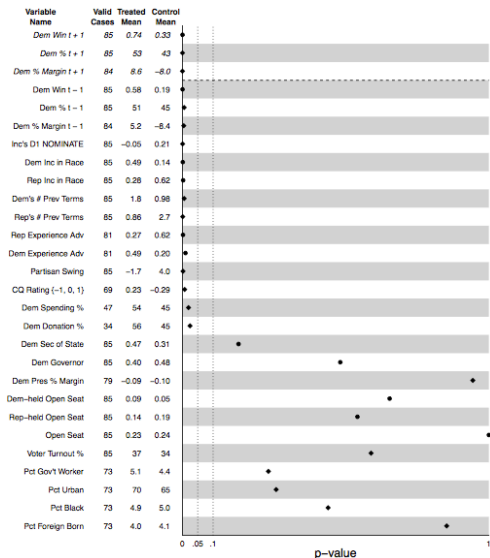 Variable Valid Treated Control
Name Cases Mean Mean
Dem Win t + 1 85 0.74 0.33
Dem % t + 1 85 53 43
Dem % Margin t + 1 84 8.6 −8.0
Dem Win t − 1 85 0.58 0.19
Dem % t − 1 85 51 45
Dem % Margin t − 1 84 5.2 −8.4
Inc's D1 NOMINATE 85 −0.05 0.21
Dem Inc in Race 85 0.49 0.14
Rep Inc in Race 85 0.28 0.62
Dem's # Prev Terms 85 1.8 0.98
Rep's # Prev Terms 85 0.86 2.7
Rep Experience Adv 81 0.27 0.62
Dem Experience Adv 81 0.49 0.20
Partisan Swing 85 −1.7 4.0
CQ Rating {−1, 0, 1} 69 0.23 −0.29
Dem Spending % 47 54 45
Dem Donation % 34 56 45
Dem Sec of State 85 0.47 0.31
Dem Governor 85 0.40 0.48
Dem Pres % Margin 79 −0.09 −0.10
Dem−held Open Seat 85 0.09 0.05
Rep−held Open Seat 85 0.14 0.19
Open Seat 85 0.23 0.24
Voter Turnout % 85 37 34
Pct Gov't Worker 73 5.1 4.4
Pct Urban 73 70 65
Pct Black 73 4.9 5.0
Pct Foreign Born 73 4.0 4.1
0 .05 .1 1
p−value